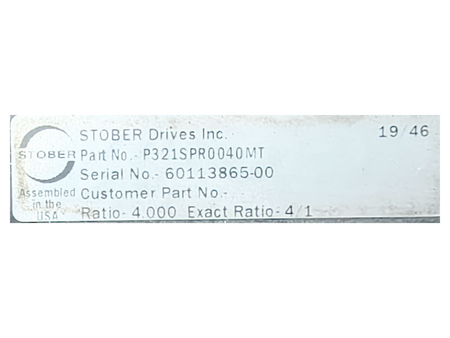 STOBER Drives Inc. 19/46
STOBER Part No.- P321SPR0040MT
Serial No.- 60113865-00
Assembled in the USA
Customer Part No.-
Ratio- 4.000 Exact Ratio- 4/1